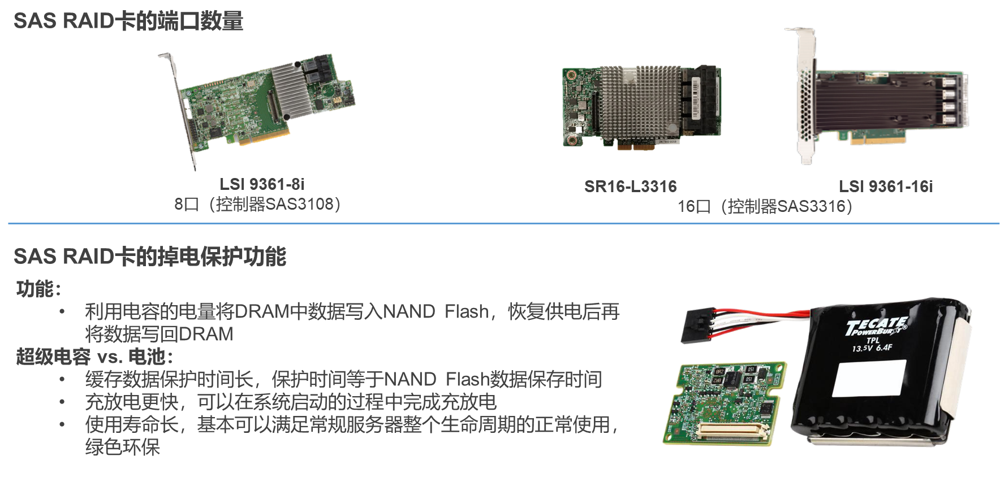 SAS RAID卡的端口数量
LSI 9361-8i
8口（控制器SAS3108）
SR16-L3316
LSI 9361-16i
16口（控制器SAS3316）
SAS RAID卡的掉电保护功能
功能：
• 利用电容的电量将DRAM中数据写入NAND Flash，恢复供电后再
将数据写回DRAM
超级电容 vs. 电池：
• 缓存数据保护时间长，保护时间等于NAND Flash数据保存时间
• 充放电更快，可以在系统启动的过程中完成充放电
• 使用寿命长，基本可以满足常规服务器整个生命周期的正常使用，
绿色环保
TECATE
POWERBURST®
TPL
13.5V 6.4F